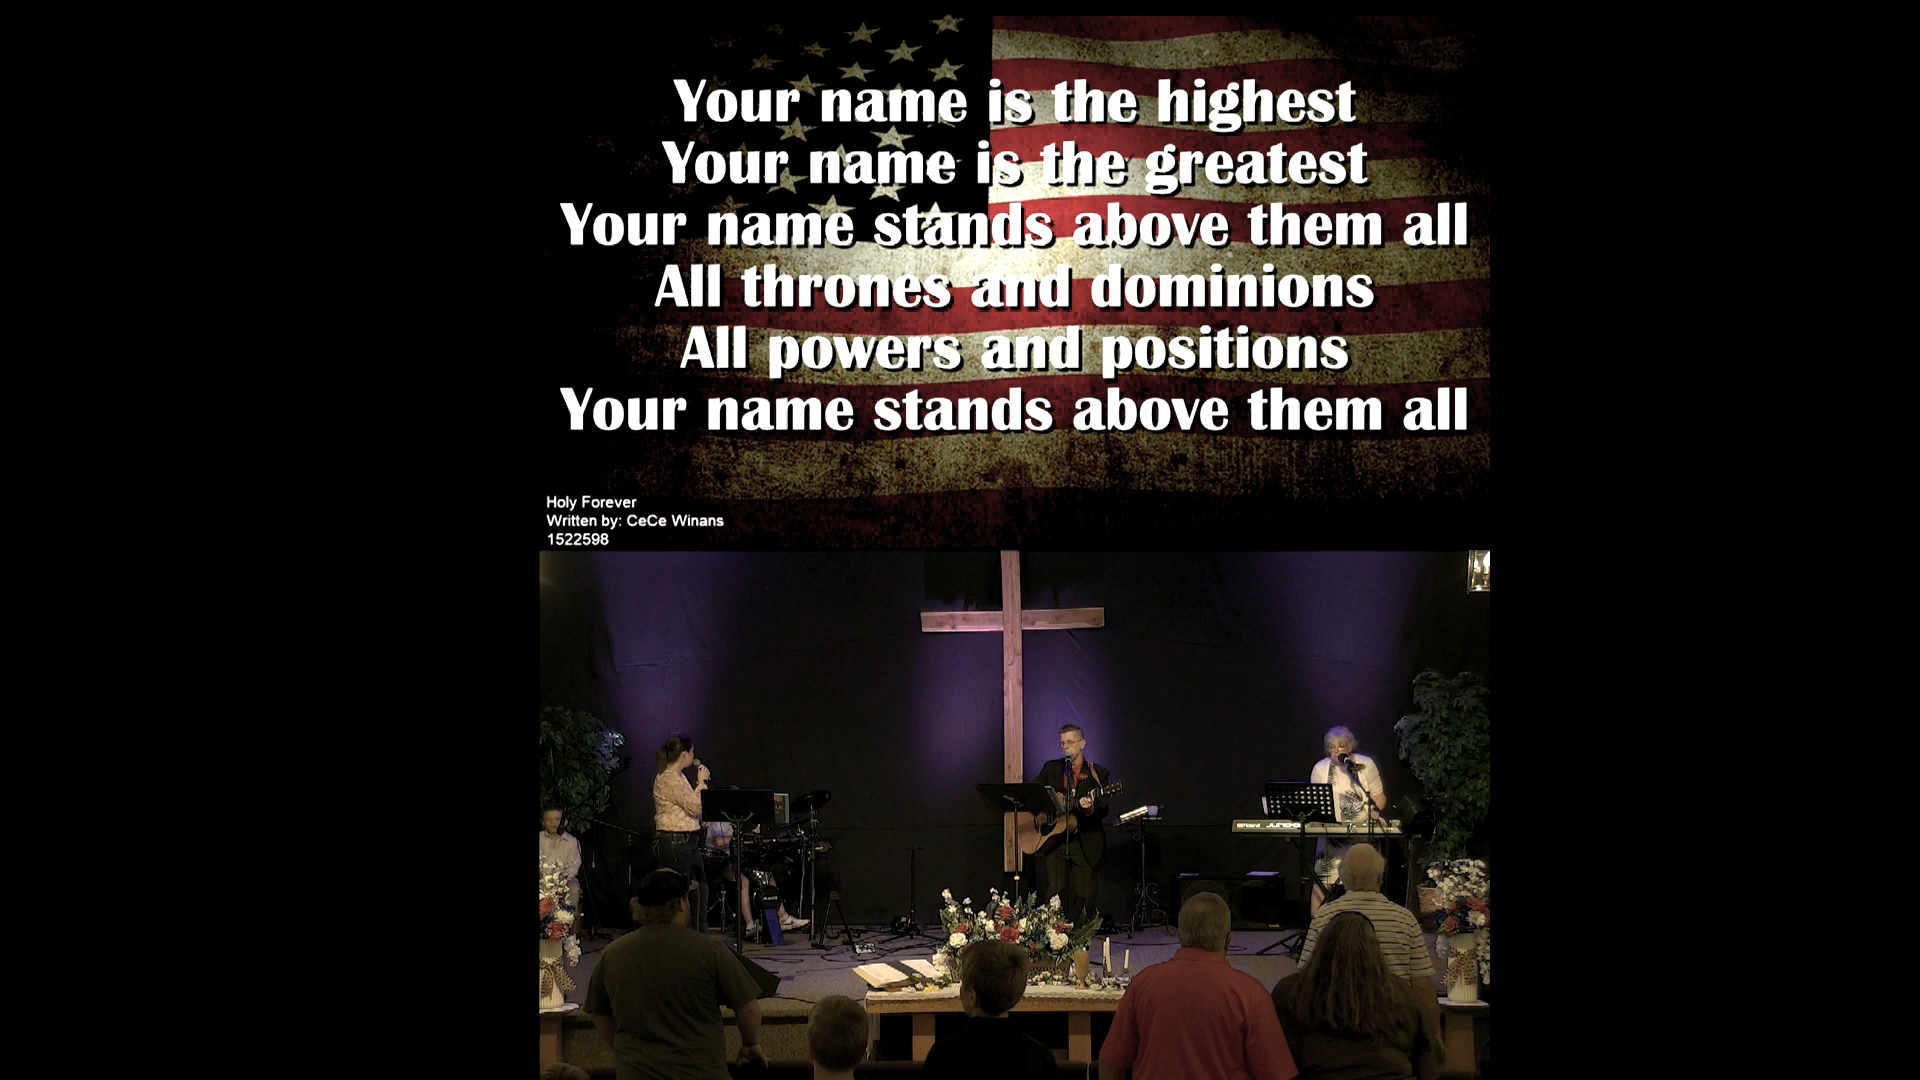 Your name is the highest
Your name is the greatest
Your name stands above them all
All thrones and dominions
All powers and positions
Your name stands above them all
Holy Forever
Written by: CeCe Winans
1522598
Roland